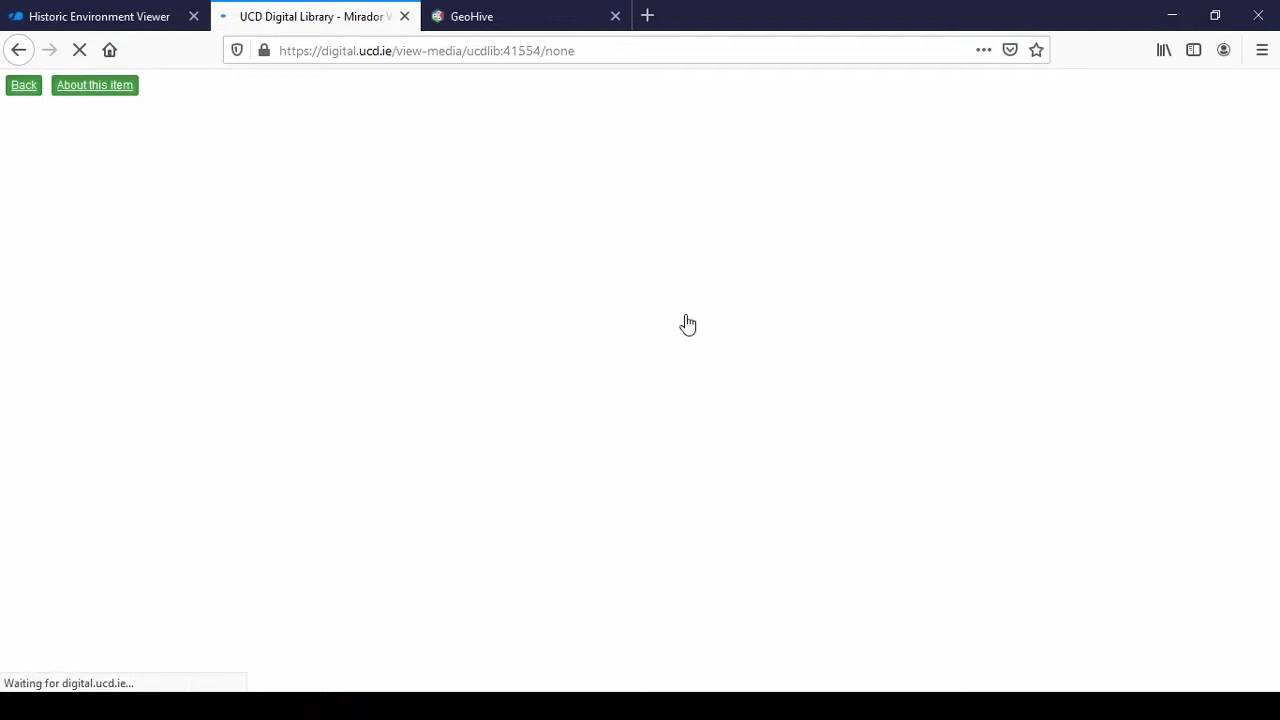 Historic Environment Viewer
UCD Digital Library - Mirador
GeoHive
https://digital.ucd.ie/view-media/ucdlib:41554/none
Back
About this item
Waiting for digital.ucd.ie...